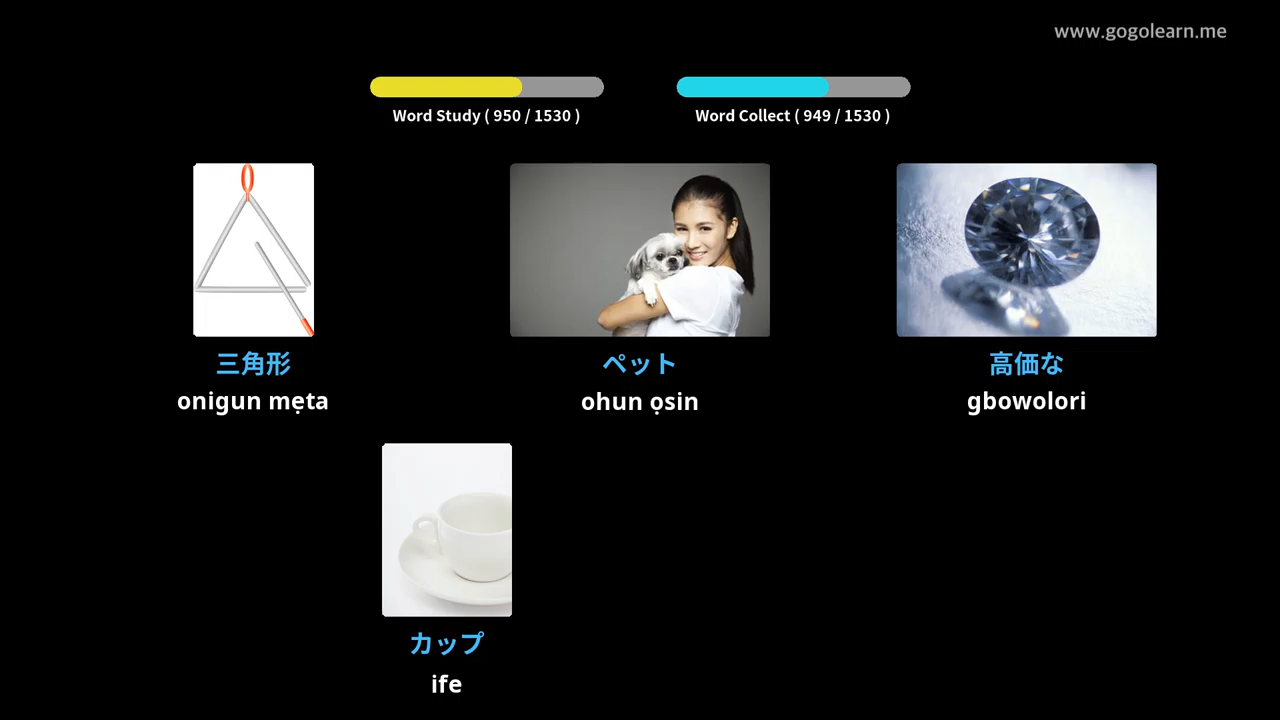 www.gogolearn.me
Word Study ( 950 / 1530 )
Word Collect ( 949 / 1530 )
三角形
onigun mẹta
ペット
ohun ọsin
高価な
gbowolori
カップ
ife